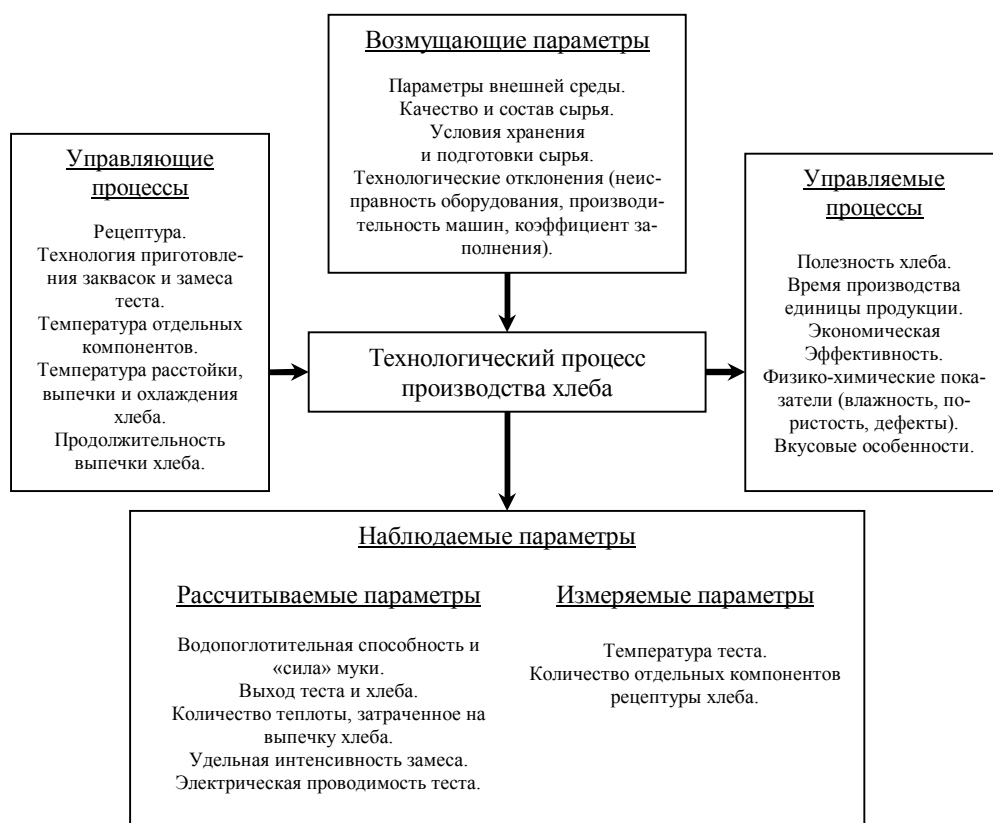 Возмущающие параметры
Параметры внешней среды.
Качество и состав сырья.
Условия хранения
и подготовки сырья.
Технологические отклонения (неис-
правность оборудования, производи-
тельность машин, коэффициент за-
полнения).
Управляющие
процессы
Рецептура.
Технология приготовле-
ния заквасок и замеса
теста.
Температура отдельных
компонентов.
Температура расстойки,
выпечки и охлаждения
хлеба.
Продолжительность
выпечки хлеба.
Технологический процесс
производства хлеба
Управляемые
процессы
Полезность хлеба.
Время производства
единицы продукции.
Экономическая
Эффективность.
Физико-химические пока-
затели (влажность, по-
ристость, дефекты).
Вкусовые особенности.
Наблюдаемые параметры
Рассчитываемые параметры
Водопоглотительная способность и
«сила» муки.
Выход теста и хлеба.
Количество теплоты, затраченное на
выпечку хлеба.
Удельная интенсивность замеса.
Электрическая проводимость теста.
Измеряемые параметры
Температура теста.
Количество отдельных компонентов
рецептуры хлеба.